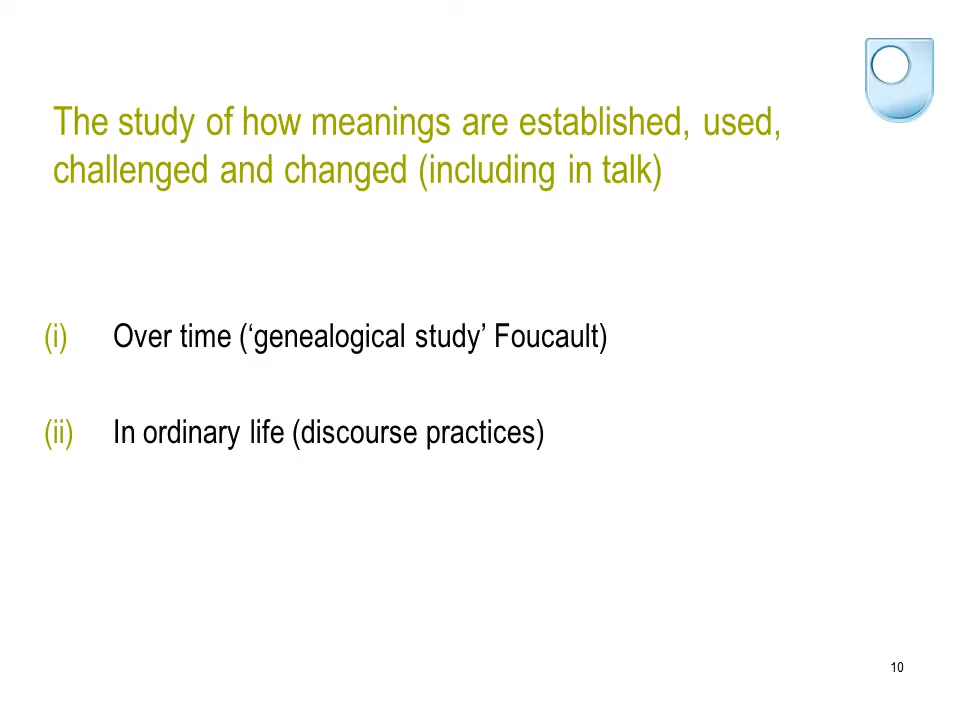 The study of how meanings are established, used,
challenged and changed (including in talk)
(i) Over time (‘genealogical study’ Foucault)
(ii) In ordinary life (discourse practices)
10